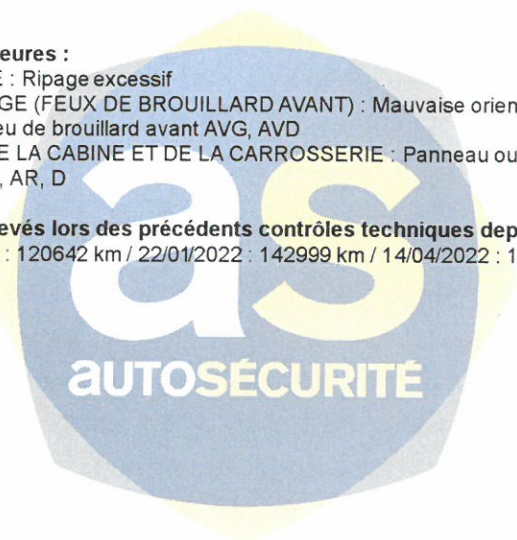 eures :
E : Ripage excessif
GE (FEUX DE BROUILLARD AVANT) : Mauvaise orien
eu de brouillard avant AVG, AVD
E LA CABINE ET DE LA CARROSSERIE : Panneau ou
, AR, D
evés lors des précédents contrôles techniques dep
: 120642 km / 22/01/2022 : 142999 km / 14/04/2022 : 1
as
AUTOSÉCURITÉ